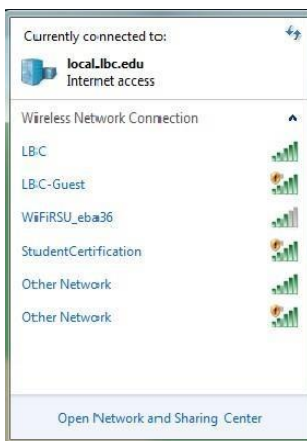 Currently connected to:
local.lbc.edu
Internet access
Wireless Network Connection
LBC
LBC-Guest
WiFiRSU_eba36
StudentCertification
Other Network
Other Network
Open Network and Sharing Center